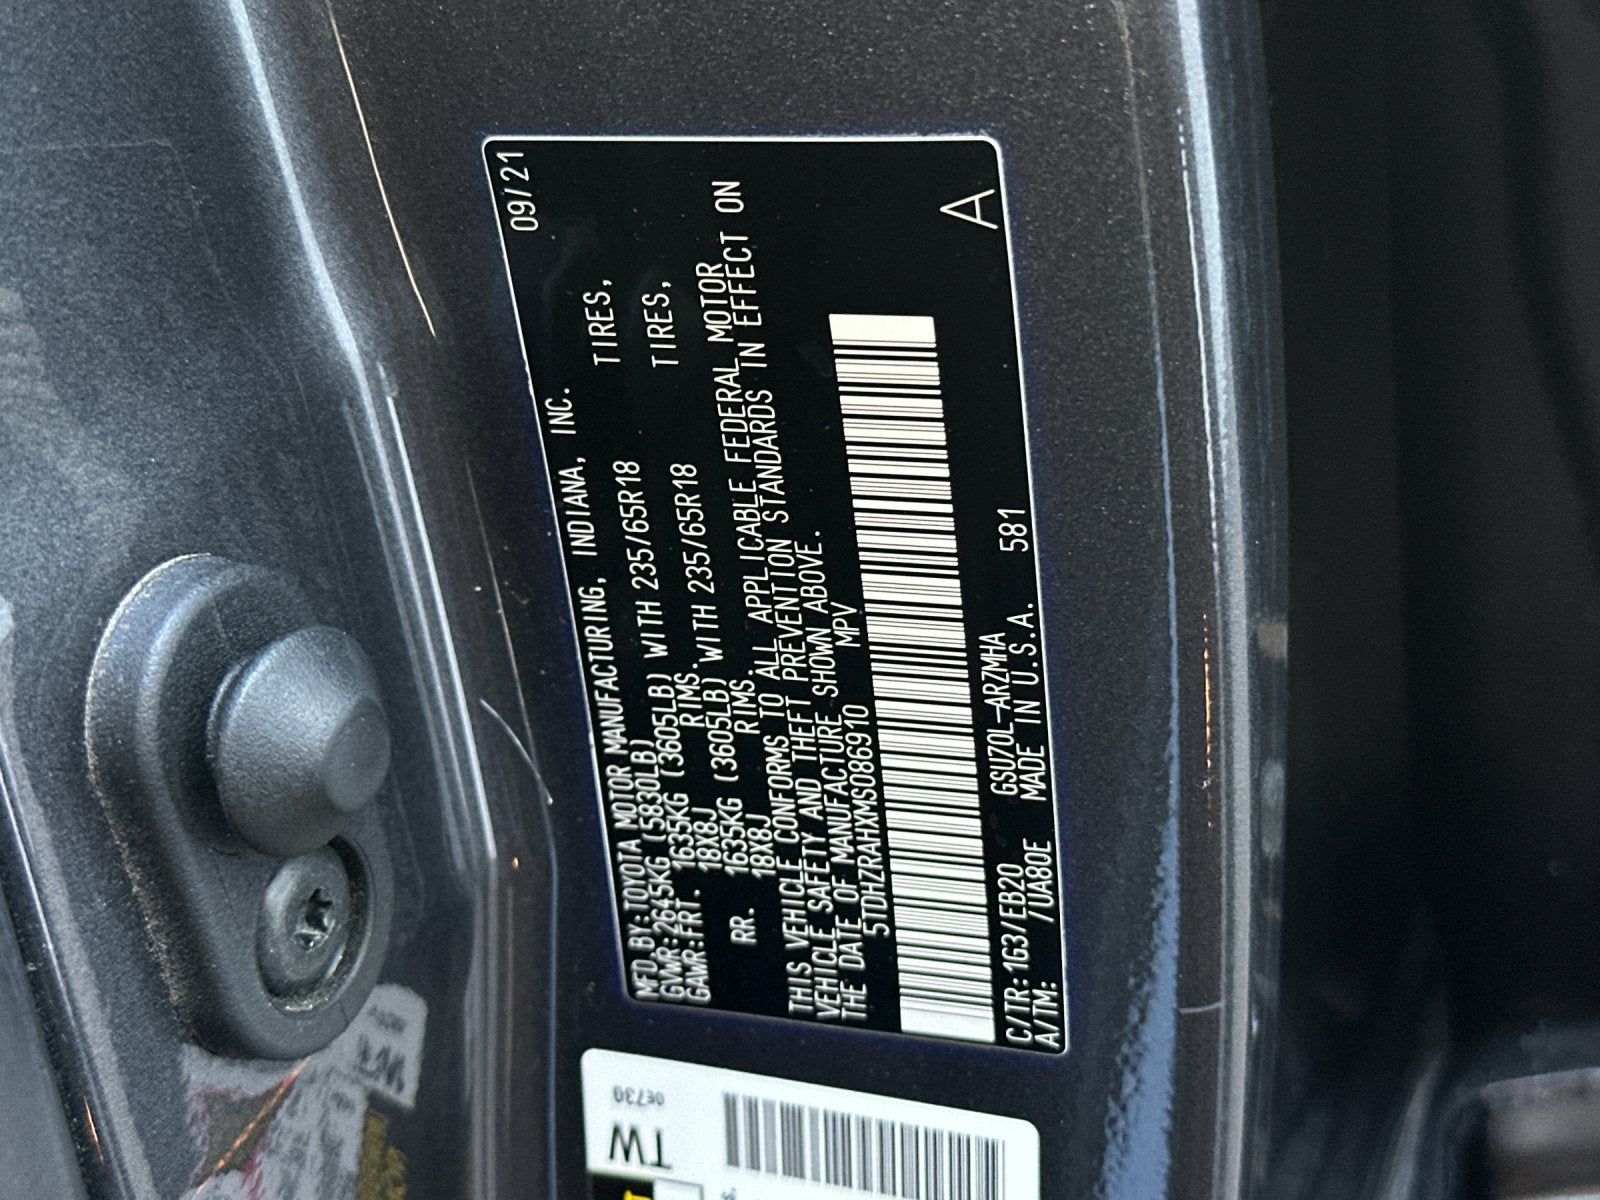 MFD.BY:TOYOTA MOTOR MANUFACTURING, INDIANA, INC. 09/21
GVWR:2645KG (5830LB)
GAWR:FRT. 1635KG (3605LB) WITH 235/65R18 TIRES,
18X8J RIMS.
RR. 1635KG (3605LB) WITH 235/65R18 TIRES,
18X8J RIMS.
THIS VEHICLE CONFORMS TO ALL APPLICABLE FEDERAL MOTOR
VEHICLE SAFETY AND THEFT PREVENTION STANDARDS IN EFFECT ON
THE DATE OF MANUFACTURE SHOWN ABOVE.
5TDHZRAHXMS086910 MPV
C/TR:1G3/EB20 GSU70L-ARZMHA
A/TM: /UA80E MADE IN U.S.A. 581
A
0E730
TW